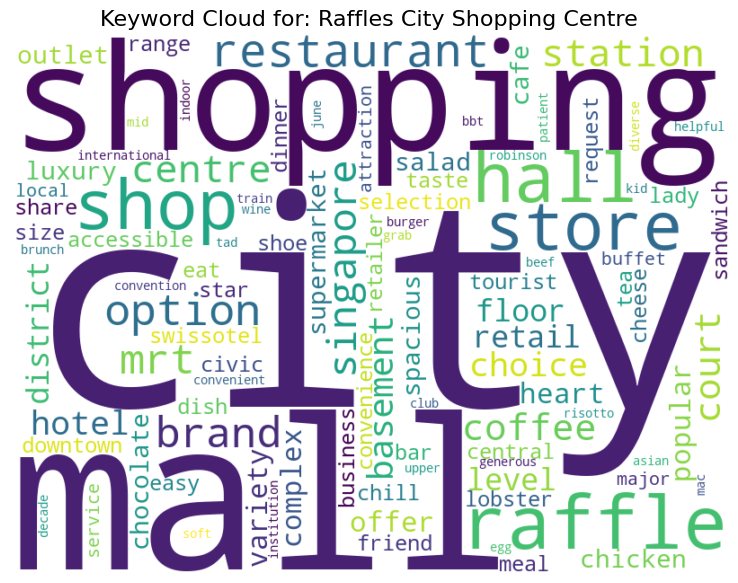 Keyword Cloud for: Raffles City Shopping Centre
outlet
range
restaurant
station
shopping
cafe
mid
indoor
june
bbt
patient
diverse
helpful
international
dinner
attraction
salad
robinson
request
luxury
centre
hall
taste
kid
lady
local
share
shop
train
wine
supermarket
singapore
selection
store
sandwich
size
accessible
tad
shoe
retailer
burger
grab
brunch
city
eat
star
convention
option
swissotel
mrt
civic
convenient
district
spacious
beef
buffet
tourist
tea
cheese
floor
retail
choice
heart
court
basement
convenience
dish
club
risotto
popular
hotel
brand
coffee
downtown
chocolate
complex
business
bar
upper
central
generous
asian
mall
easy
variety
institution
chill
level
lobster
major
mac
decade
service
soft
offer
friend
raffle
egg
meal
chicken